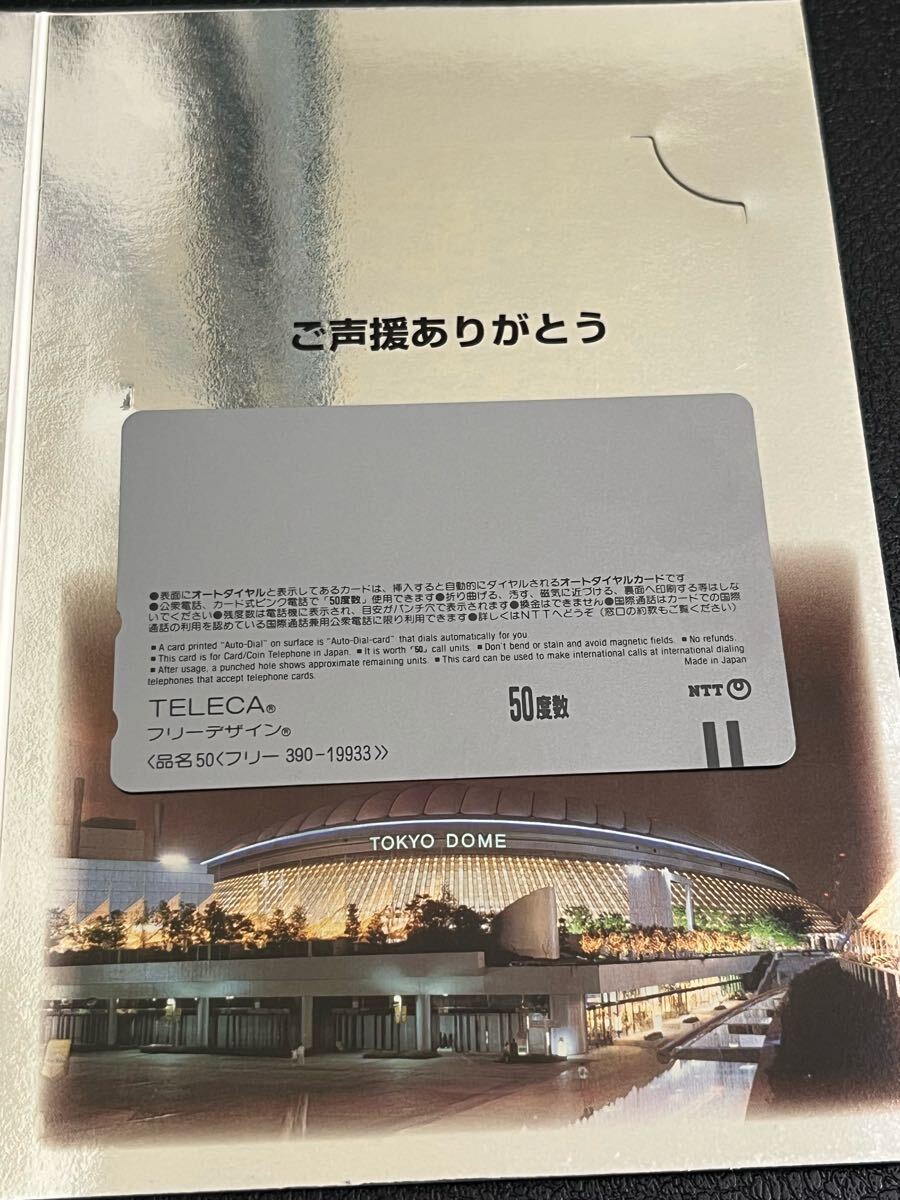 ご声援ありがとう
●表面にオートダイヤルと表示してあるカードは、挿入すると自動的にダイヤルされるオートダイヤルカードです
●公衆電話、カード式ピンク電話で「50度数」使用できます●折り曲げる、汚す、磁気に近づける、裏面へ印刷する等はしな
いでください●残度数は電話機に表示され、目安がパンチ穴で表示されます●換金はできません●国際通話はカードでの国際
通話の利用を認めている国際通話兼用公衆電話に限り利用できます●詳しくはNTTへどうぞ(窓口の約款もご覧ください)
■ A card printed "Auto-Dial" on surface is "Auto-Dial-card" that dials automatically for you.
■ This card is for Card/Coin Telephone in Japan. ■ It is worth「50」call units. ■ Don't bend or stain and avoid magnetic fields. ■ No refunds.
■ After usage, a punched hole shows approximate remaining units. ■ This card can be used to make international calls at international dialing
telephones that accept telephone cards. Made in Japan
TELECA®
50度数
NTT
フリーデザイン®
〈品名50〈フリー 390-19933〉〉
TOKYO DOME